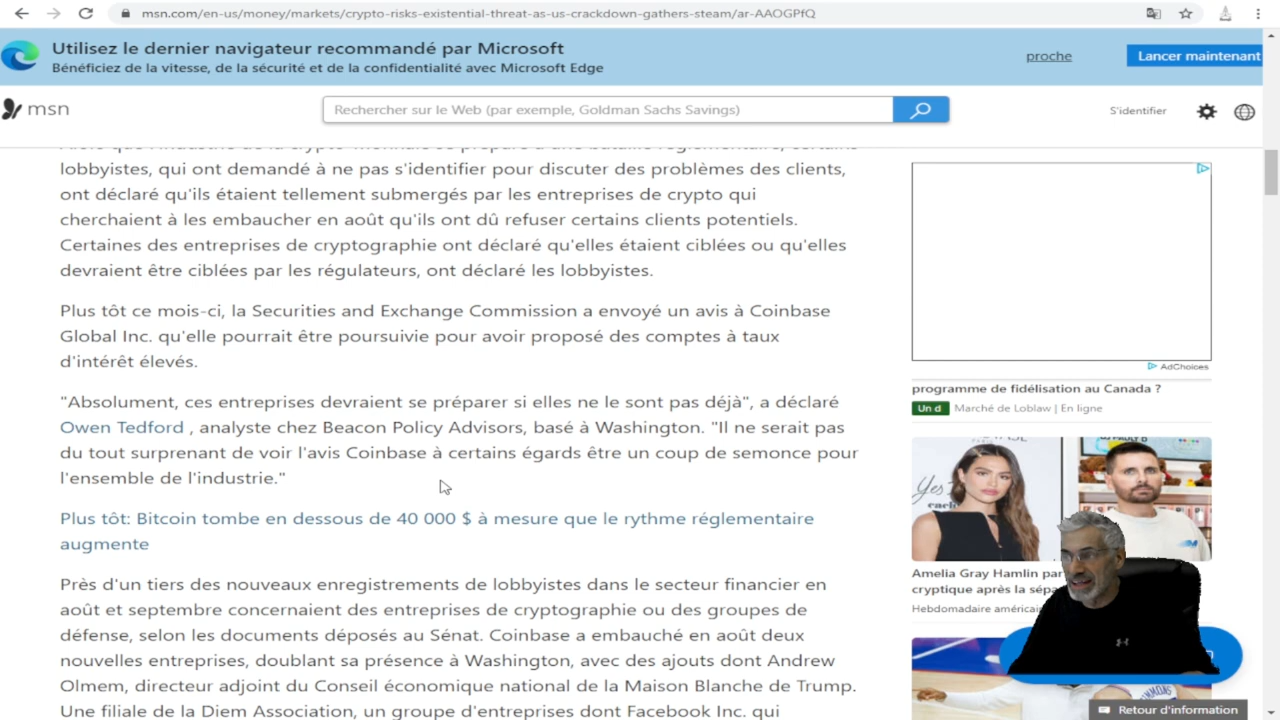 msn.com/en-us/money/markets/crypto-risks-existential-threat-as-us-crackdown-gathers-steam/ar-AAOGPfQ
Utilisez le dernier navigateur recommandé par Microsoft
Bénéficiez de la vitesse, de la sécurité et de la confidentialité avec Microsoft Edge
proche
Lancer maintenant
msn
Rechercher sur le Web (par exemple, Goldman Sachs Savings)
S'identifier
lobbyistes, qui ont demandé à ne pas s'identifier pour discuter des problèmes des clients,
ont déclaré qu'ils étaient tellement submergés par les entreprises de crypto qui
cherchaient à les embaucher en août qu'ils ont dû refuser certains clients potentiels.
Certaines des entreprises de cryptographie ont déclaré qu'elles étaient ciblées ou qu'elles
devraient être ciblées par les régulateurs, ont déclaré les lobbyistes.
Plus tôt ce mois-ci, la Securities and Exchange Commission a envoyé un avis à Coinbase
Global Inc. qu'elle pourrait être poursuivie pour avoir proposé des comptes à taux
d'intérêt élevés.
"Absolument, ces entreprises devraient se préparer si elles ne le sont pas déjà", a déclaré
Owen Tedford , analyste chez Beacon Policy Advisors, basé à Washington. "Il ne serait pas
du tout surprenant de voir l'avis Coinbase à certains égards être un coup de semonce pour
l'ensemble de l'industrie."
Plus tôt: Bitcoin tombe en dessous de 40 000 $ à mesure que le rythme réglementaire
augmente
Près d'un tiers des nouveaux enregistrements de lobbyistes dans le secteur financier en
août et septembre concernaient des entreprises de cryptographie ou des groupes de
défense, selon les documents déposés au Sénat. Coinbase a embauché en août deux
nouvelles entreprises, doublant sa présence à Washington, avec des ajouts dont Andrew
Olmem, directeur adjoint du Conseil économique national de la Maison Blanche de Trump.
Une filiale de la Diem Association, un groupe d'entreprises dont Facebook Inc. qui
AdChoices
programme de fidélisation au Canada ?
Un d Marché de Loblaw | En ligne
Amelia Gray Hamlin
cryptique après la
Hebdomadaire
Retour d'information